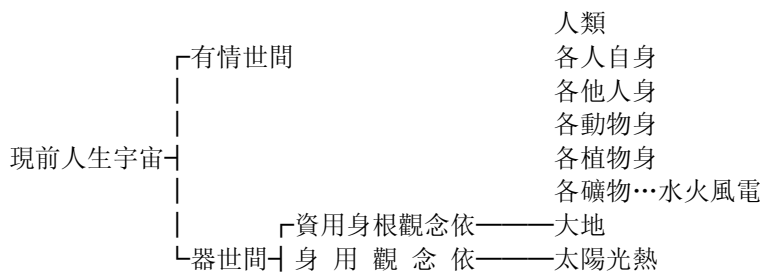 人類
有情世間 各人自身
各他人身
各動物身
現前人生宇宙 各植物身
各礦物…水火風電
資用身根觀念依 大地
器世間 身用觀念依 太陽光熱